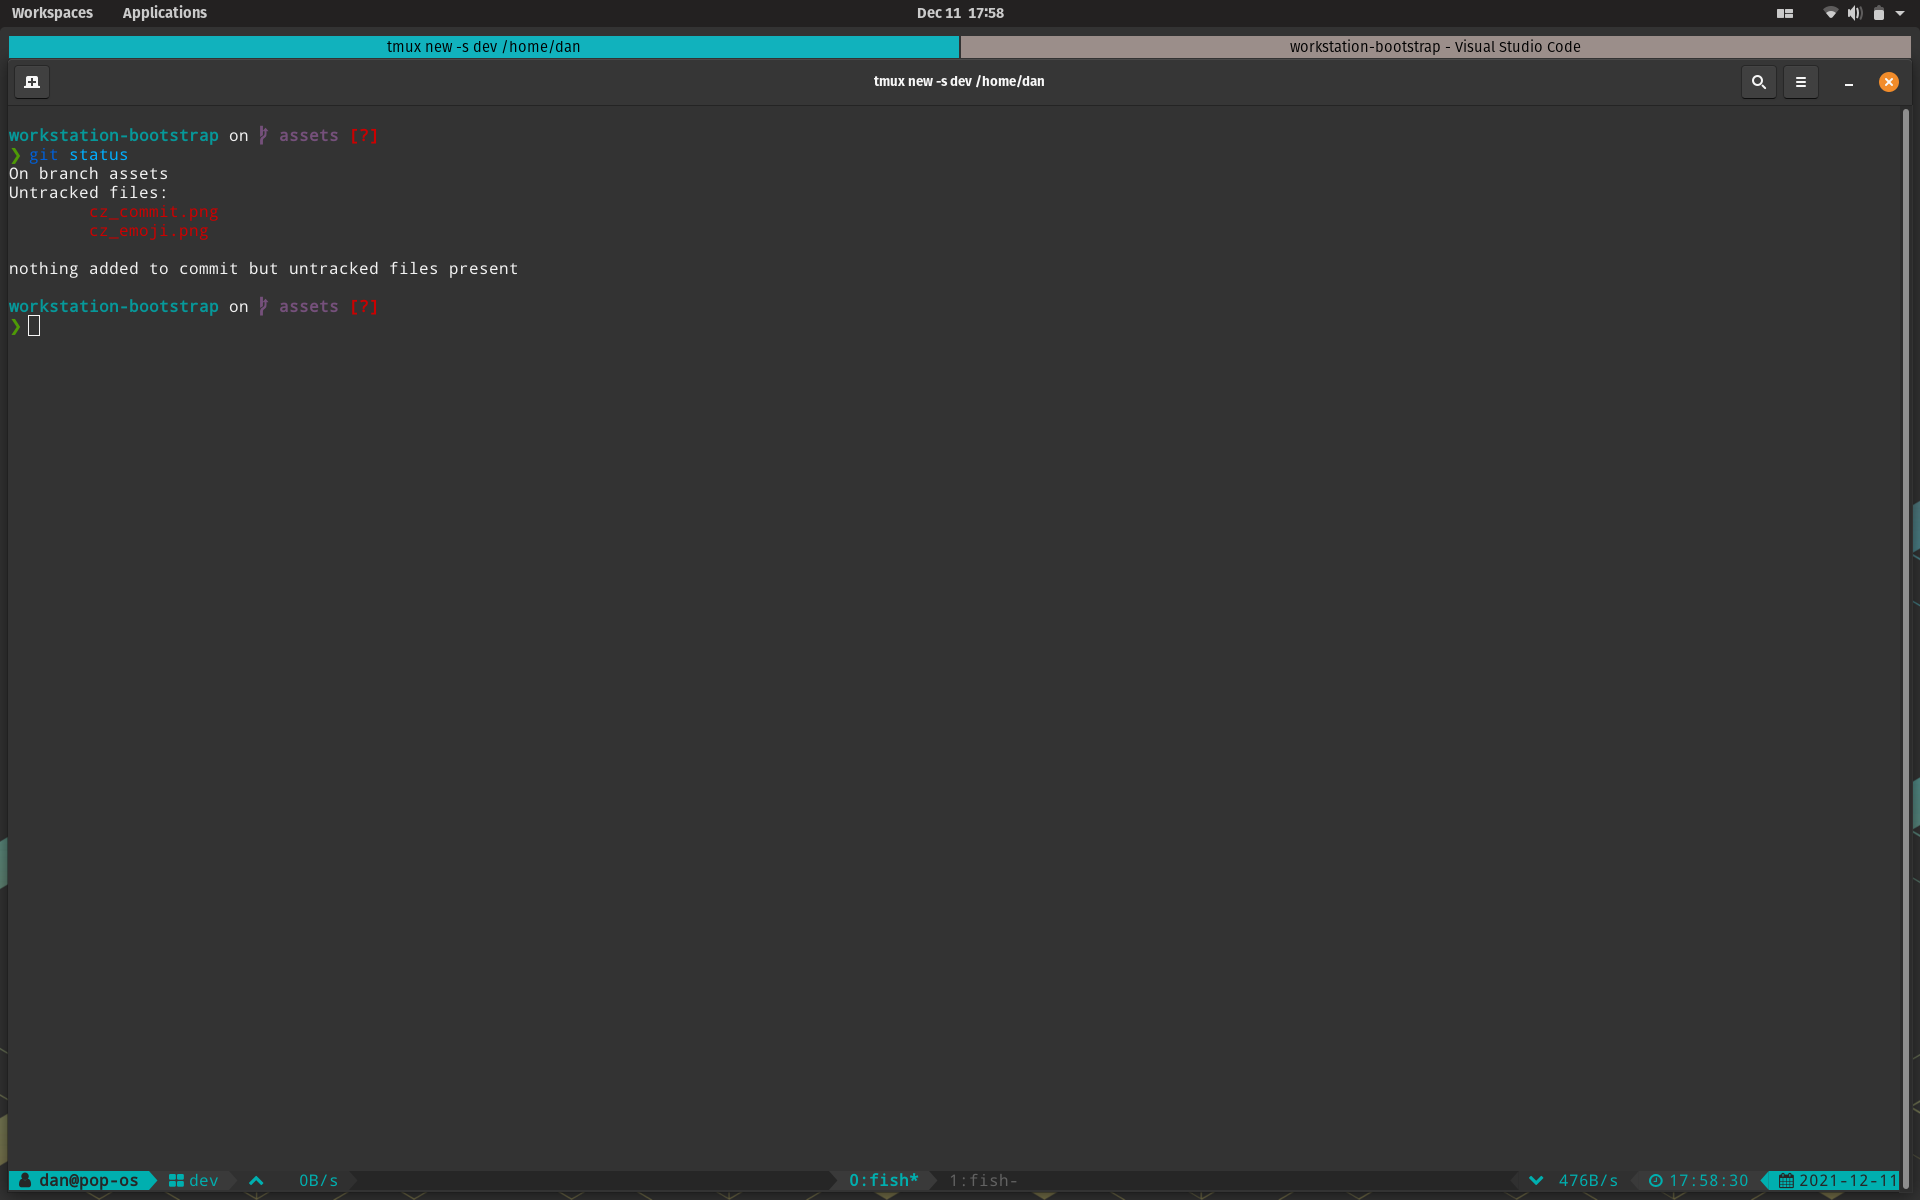 Workspaces Applications Dec 11 17:58
tmux new -s dev /home/dan workstation-bootstrap - Visual Studio Code
tmux new -s dev /home/dan
workstation-bootstrap on assets [?]
❯ git status
On branch assets
Untracked files:
cz_commit.png
cz_emoji.png
nothing added to commit but untracked files present
workstation-bootstrap on assets [?]
❯
dan@pop-os dev 0B/s 0:fish* 1:fish- 476B/s 17:58:30 2021-12-11